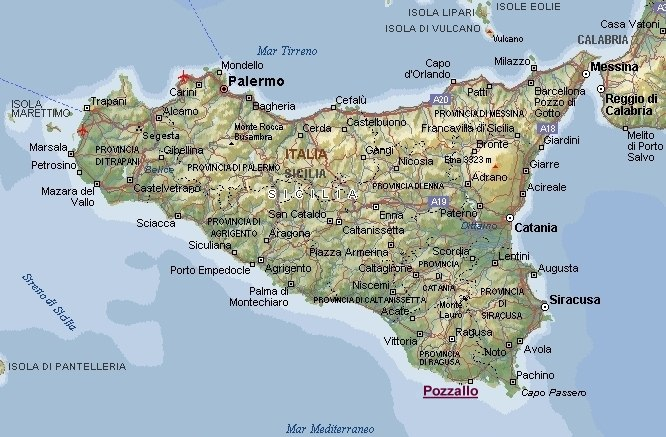 ISOLA LIPARI
ISOLE EOLIE
ISOLA DI VULCANO
Casa Vatoni
Vulcano
CALABRIA
Mar Tirreno
Mondello
Milazzo
Messina
Carini
Palermo
Capo
d'Orlando
Patti
Barcellona
Pozzo di
Gotto
Reggio di
Calabria
ISOLA
MARETTIMO
Trapani
Bagheria
Cefalù
A20
PROVINCIA DI MESSINA
Alcamo
Segesta
Monte Rocca
Busambra
Cerda
Castelbuono
Francavilla di Sicilia
A18
Melito di
Porto
Salvo
Marsala
PROVINCIA
DI TRAPANI
Gibellina
ITALIA
SICILIA
Gangi
Bronte
Giardini
Petrosino
Belice
PROVINCIA DI PALERMO
Nicosia
Etna 3323 m
Giarre
Mazara del
Vallo
Castelvetrano
SICILIA
PROVINCIA DI ENNA
Adrano
Acireale
Sciacca
PROVINCIA DI
AGRIGENTO
San Cataldo
Enna
A19
Paterno
Dittaino
Catania
Siculiana
Aragona
Caltanissetta
Piazza Armerina
Scordia
Lentini
Porto Empedocle
Agrigento
Caltagilone
PROVINCIA
DI
CATANIA
Augusta
Palma di
Montechiaro
Niscemi
PROVINCIA DI CALTANISSETTA
Monte
Lauro
PROVINCIA
DI
SIRACUSA
Siracusa
Stretto di Sicilia
Acate
Vittoria
Ragusa
Noto
Avola
PROVINCIA
DI RAGUSA
ISOLA DI PANTELLERIA
Pozzallo
Pachino
Capo Passero
Mar Mediterraneo